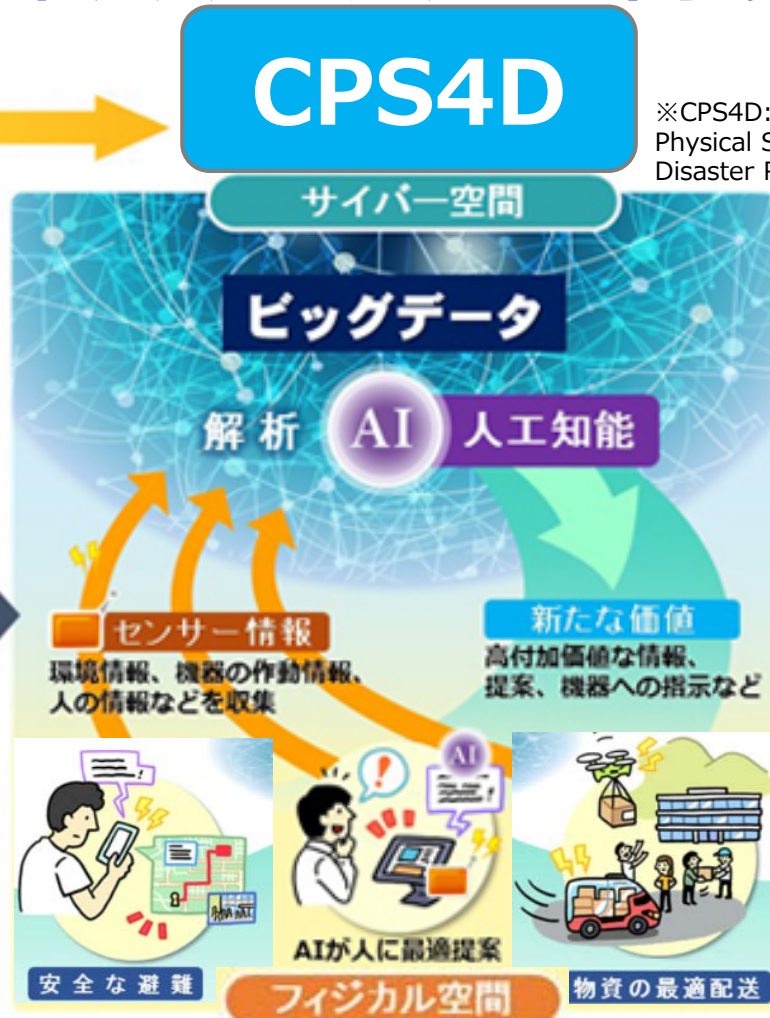 CPS4D
※CPS4D:
Physical S
Disaster
サイバー空間
ビッグデータ
解析 AI 人工知能
センサー情報
環境情報、機器の作動情報、
人の情報などを収集
新たな価値
高付加価値な情報、
提案、機器への指示など
AI
AIが人に最適提案
安全な避難
フィジカル空間
物資の最適配送